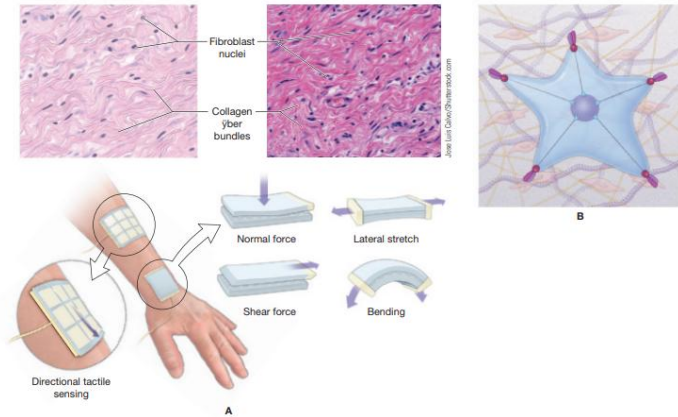 Fibroblast
nuclei
Collagen
ÿber
bundles
Jose Luis Calvo/Shutterstock.com
B
Normal force
Lateral stretch
Shear force
Bending
Directional tactile
sensing
A